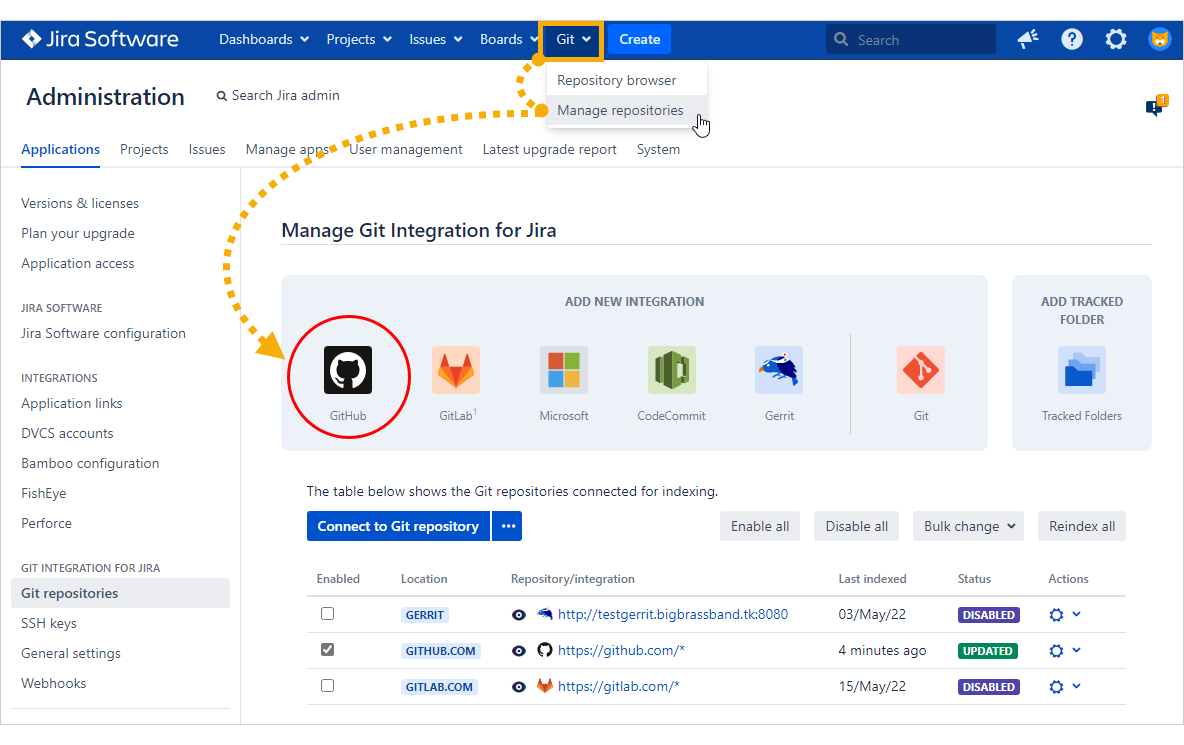 Jira Software Dashboards Projects Issues Boards Git Create Search
Repository browser
Manage repositories
Administration Search Jira admin
1
Applications Projects Issues Manage apps User management Latest upgrade report System
Versions & licenses
Plan your upgrade
Application access
JIRA SOFTWARE
Jira Software configuration
INTEGRATIONS
Application links
DVCS accounts
Bamboo configuration
FishEye
Perforce
GIT INTEGRATION FOR JIRA
Git repositories
SSH keys
General settings
Webhooks
Manage Git Integration for Jira
ADD NEW INTEGRATION
GitHub GitLab1 Microsoft CodeCommit Gerrit Git
ADD TRACKED
FOLDER
Tracked Folders
The table below shows the Git repositories connected for indexing.
Connect to Git repository ••• Enable all Disable all Bulk change Reindex all
Enabled Location Repository/integration Last indexed Status Actions
GERRIT http://testgerrit.bigbrassband.tk:8080 03/May/22 DISABLED
GITHUB.COM https://github.com/* 4 minutes ago UPDATED
GITLAB.COM https://gitlab.com/* 15/May/22 DISABLED